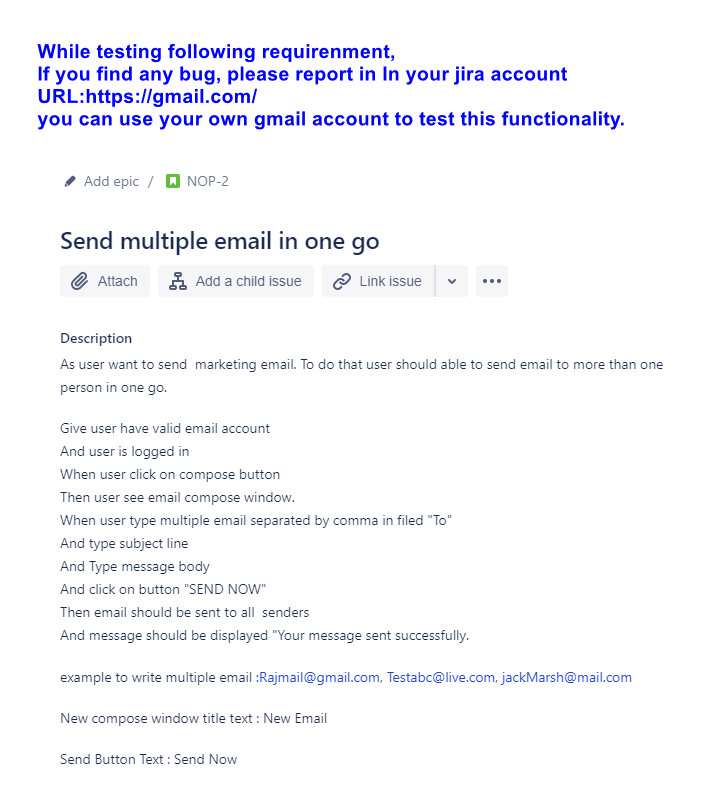 While testing following requirenment,
If you find any bug, please report in In your jira account
URL:https://gmail.com/
you can use your own gmail account to test this functionality.
Add epic / NOP-2
Send multiple email in one go
Attach Add a child issue Link issue
Description
As user want to send marketing email. To do that user should able to send email to more than one
person in one go.
Give user have valid email account
And user is logged in
When user click on compose button
Then user see email compose window.
When user type multiple email separated by comma in filed "To"
And type subject line
And Type message body
And click on button "SEND NOW"
Then email should be sent to all senders
And message should be displayed "Your message sent successfully.
example to write multiple email :Rajmail@gmail.com, Testabc@live.com, jackMarsh@mail.com
New compose window title text : New Email
Send Button Text : Send Now